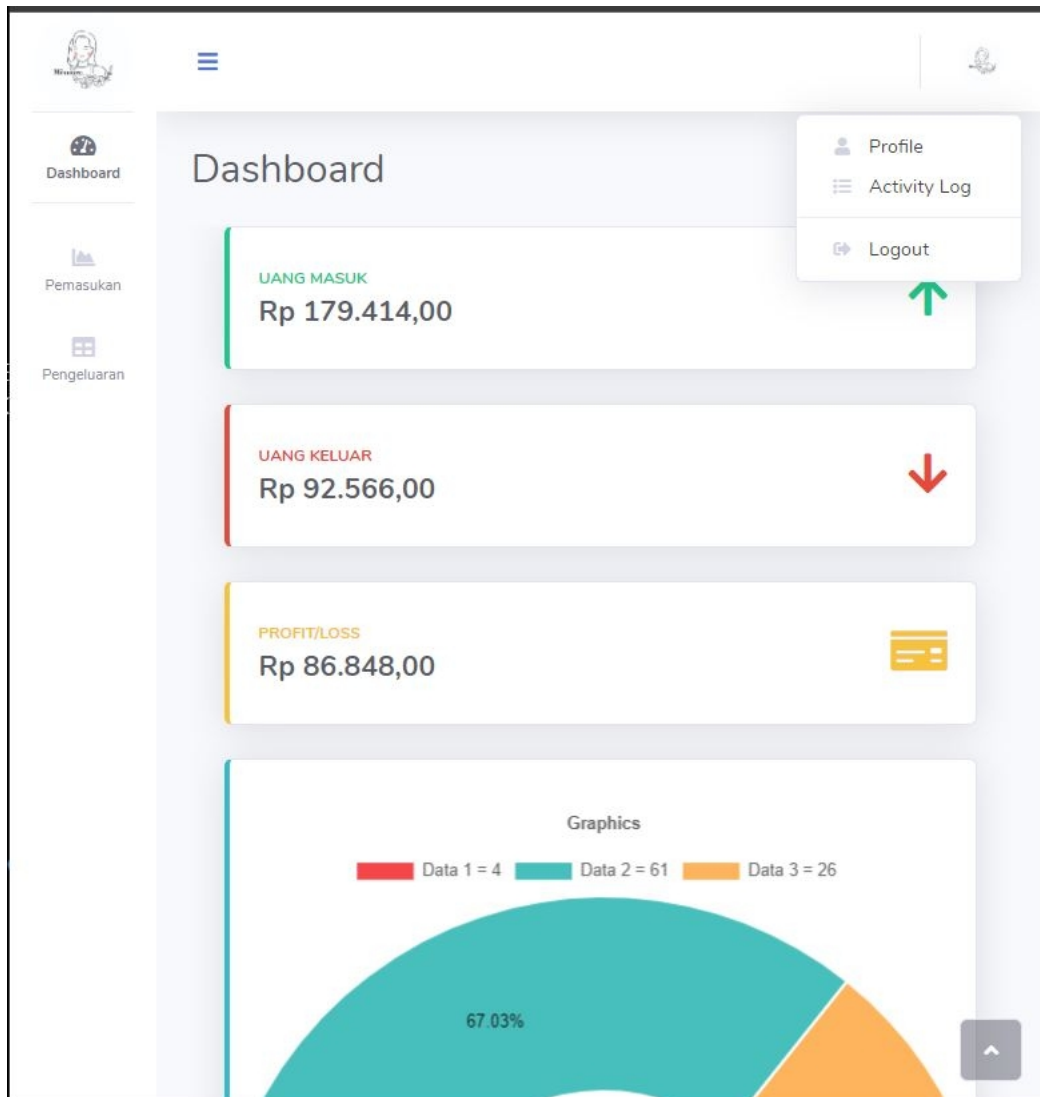 Dashboard
Pemasukan
Pengeluaran
Dashboard
Profile
Activity Log
Logout
UANG MASUK
Rp 179.414,00
UANG KELUAR
Rp 92.566,00
PROFIT/LOSS
Rp 86.848,00
Graphics
Data 1 = 4 Data 2 = 61 Data 3 = 26
67.03%